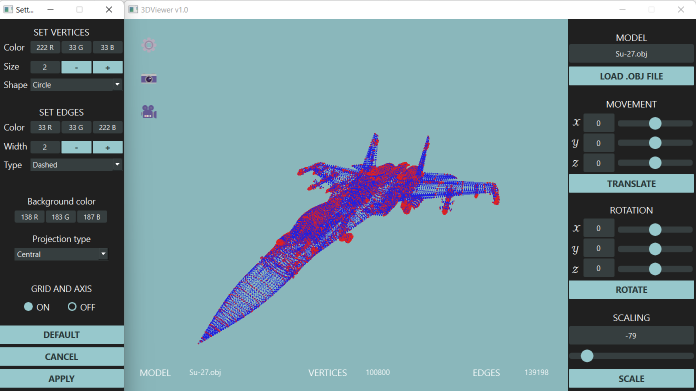 Sett...
SET VERTICES
Color 222 R 33 G 33 B
Size 2 - +
Shape Circle
SET EDGES
Color 33 R 33 G 222 B
Width 2 - +
Type Dashed
Background color
138 R 183 G 187 B
Projection type
Central
GRID AND AXIS
ON OFF
DEFAULT
CANCEL
APPLY
3DViewer v1.0
MODEL Su-27.obj VERTICES 100800 EDGES 139198
MODEL
Su-27.obj
LOAD .OBJ FILE
MOVEMENT
x 0
y 0
z 0
TRANSLATE
ROTATION
x 0
y 0
z 0
ROTATE
SCALING
-79
SCALE